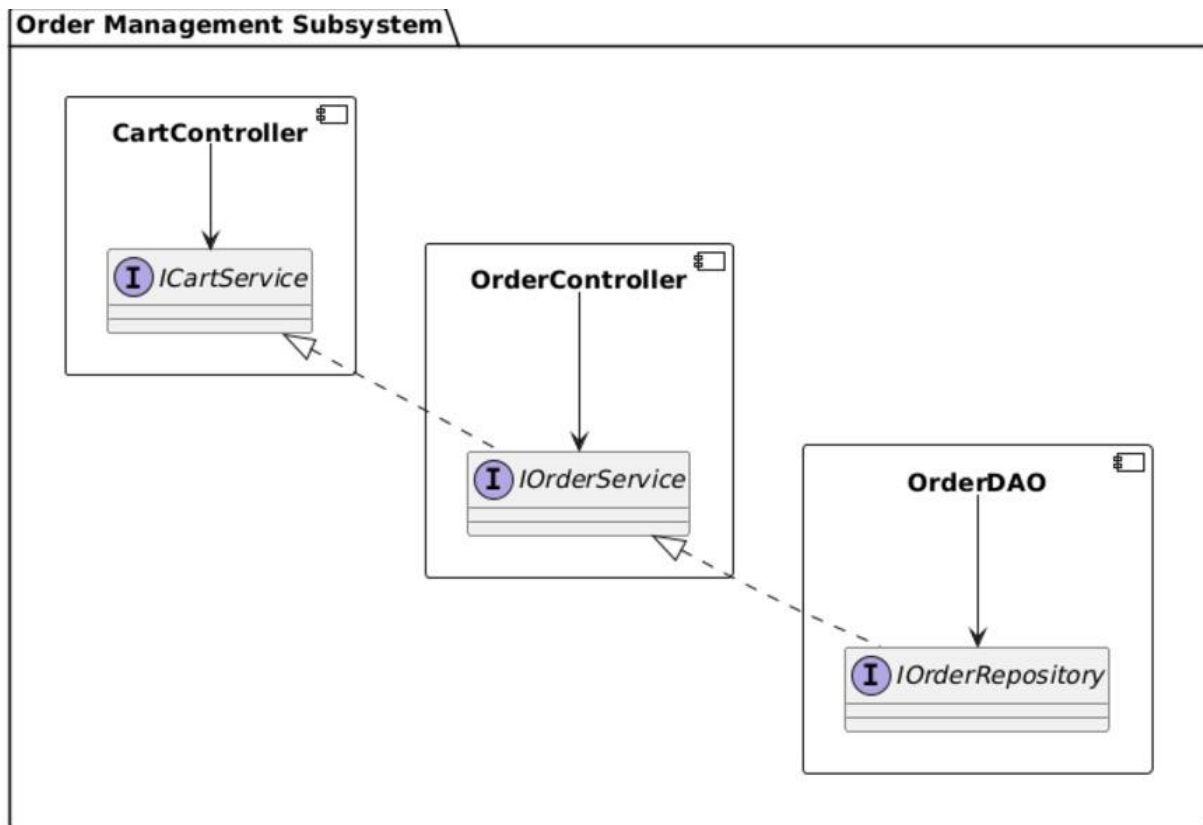 Order Management Subsystem
CartController
I ICartService
OrderController
I IOrderService
OrderDAO
I IOrderRepository